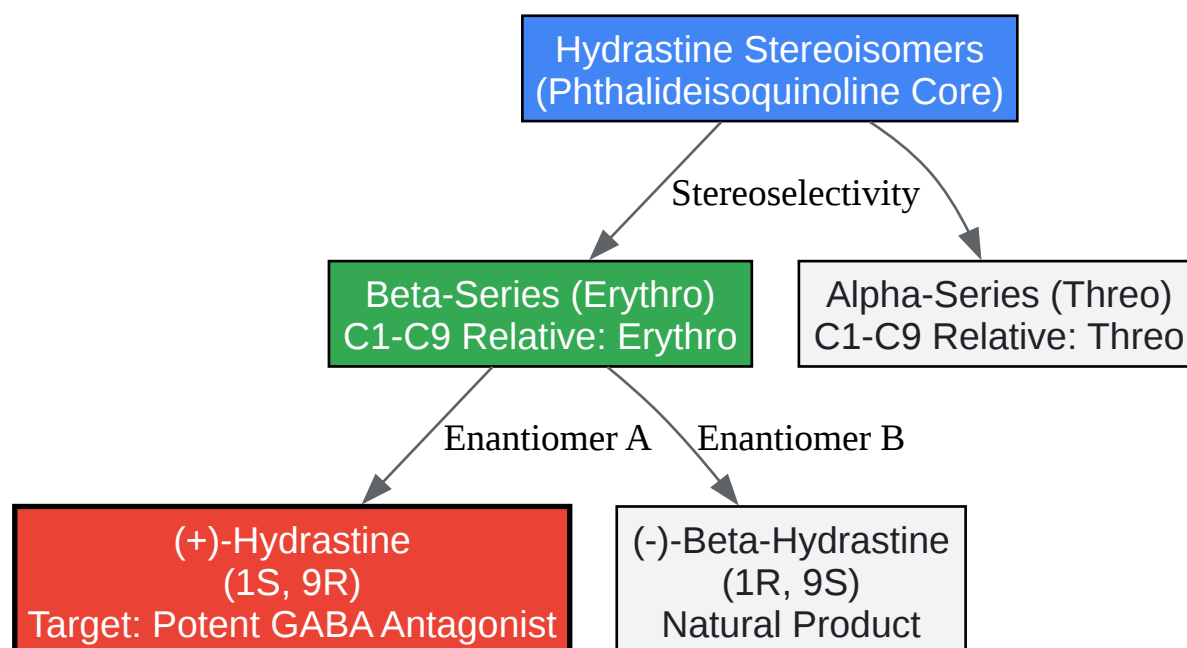 Hydrastine Stereoisomers
(Phthalideisoquinoline Core)
Stereoselectivity
Beta-Series (Erythro)
C1-C9 Relative: Erythro
Alpha-Series (Threo)
C1-C9 Relative: Threo
Enantiomer A
Enantiomer B
(+)-Hydrastine
(1S, 9R)
Target: Potent GABA Antagonist
(-)-Beta-Hydrastine
(1R, 9S)
Natural Product